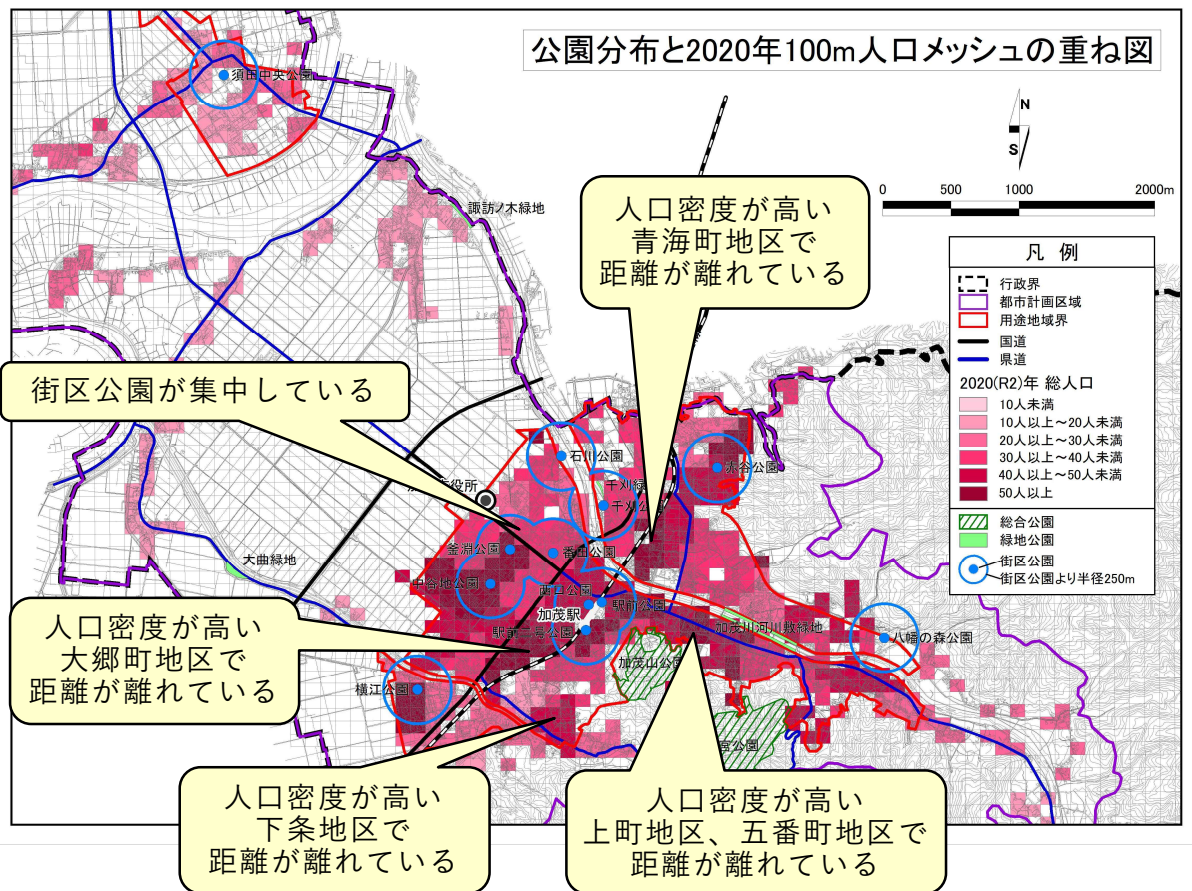 公園分布と2020年100m人口メッシュの重ね図
須田中央公園
N
S
0 500 1000 2000m
諏訪ノ木緑地
人口密度が高い
青海町地区で
距離が離れている
凡 例
行政界
都市計画区域
用途地域界
国道
県道
2020(R2)年 総人口
10人未満
10人以上～20人未満
20人以上～30人未満
30人以上～40人未満
40人以上～50人未満
50人以上
総合公園
緑地公園
街区公園
街区公園より半径250m
街区公園が集中している
石川公園
赤谷公園
役所
千刈緑
千刈公
釜淵公園
番田公園
大曲緑地
中谷地公園
西口公園
加茂駅
駅前公園
駅前二号公園
加茂川河川敷緑地
八幡の森公園
加茂山公園
横江公園
宮公園
人口密度が高い
大郷町地区で
距離が離れている
人口密度が高い
下条地区で
距離が離れている
人口密度が高い
上町地区、五番町地区で
距離が離れている